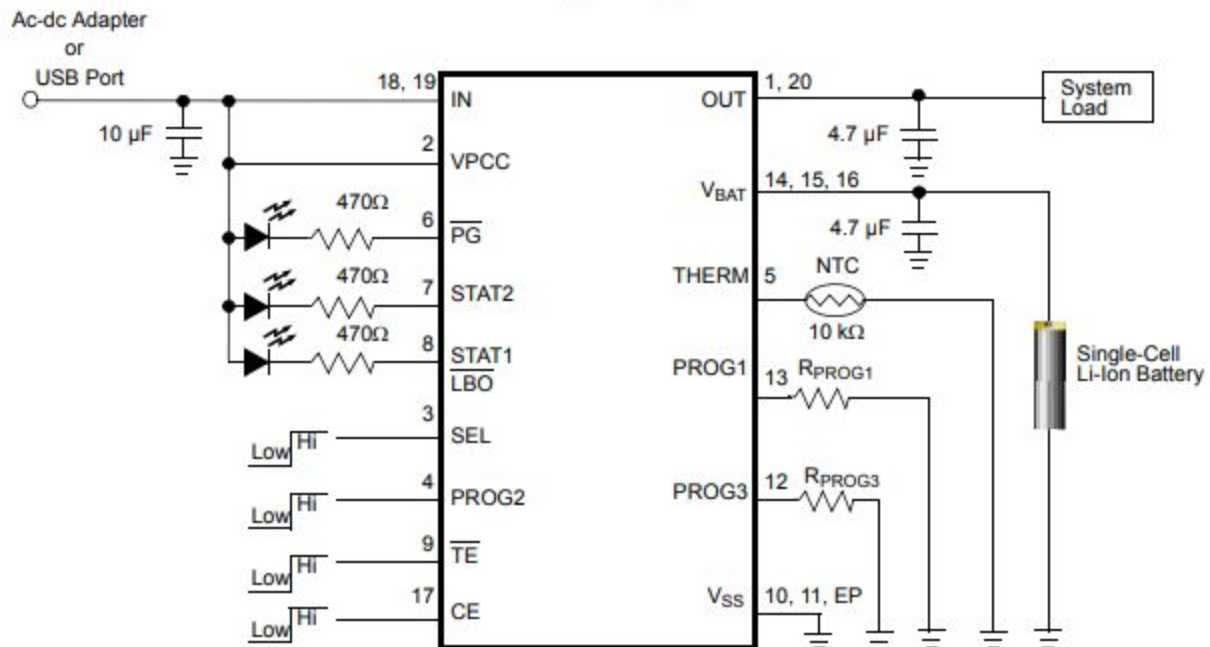 Ac-dc Adapter
or
USB Port
18, 19
IN
10 µF
2
VPCC
470Ω
6
PG
470Ω
7
STAT2
470Ω
8
STAT1
LBO
3
SEL
Low
Hi
4
PROG2
Low
Hi
9
TE
Low
Hi
17
CE
Low
Hi
OUT
1, 20
System
Load
4.7 µF
VBAT
14, 15, 16
4.7 µF
THERM
5
NTC
10 kΩ
PROG1
13
RPROG1
Single-Cell
Li-Ion Battery
PROG3
12
RPROG3
VSS
10, 11, EP